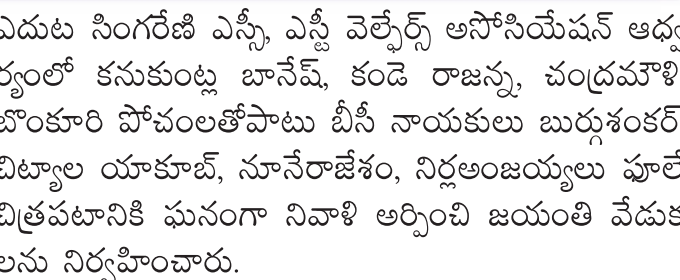 ఎదుట సింగరేణి ఎస్సీ, ఎస్టీ వెల్ఫేర్స్ అసోసియేషన్ ఆధ్వ
ర్యంలో కనుకుంట్ల బానేష్, కండె రాజన్న, చంద్రమౌళి
బొంకూరి పోచంలతోపాటు బీసీ నాయకులు బుర్గుశంకర్
చిట్యాల యాకూబ్, నూనేరాజేశం, నిర్లఅంజయ్యలు ఫూలే
చిత్రపటానికి ఘనంగా నివాళి అర్పించి జయంతి వేడుక
లను నిర్వహించారు.